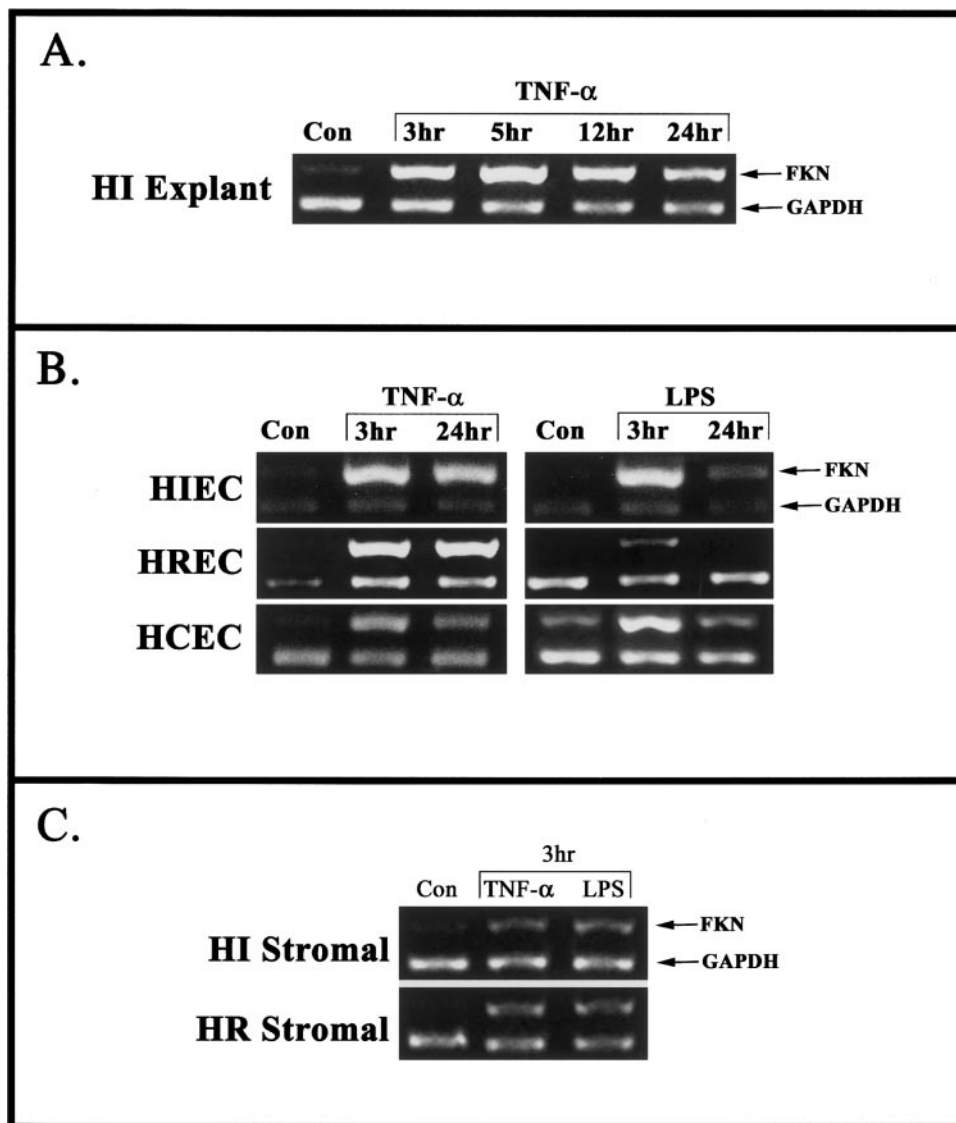 A.
TNF-α
Con 3hr 5hr 12hr 24hr
HI Explant
FKN
GAPDH
B.
TNF-α LPS
Con 3hr 24hr Con 3hr 24hr
HIEC
FKN
GAPDH
HREC
HCEC
C.
3hr
Con TNF-α LPS
HI Stromal
FKN
GAPDH
HR Stromal